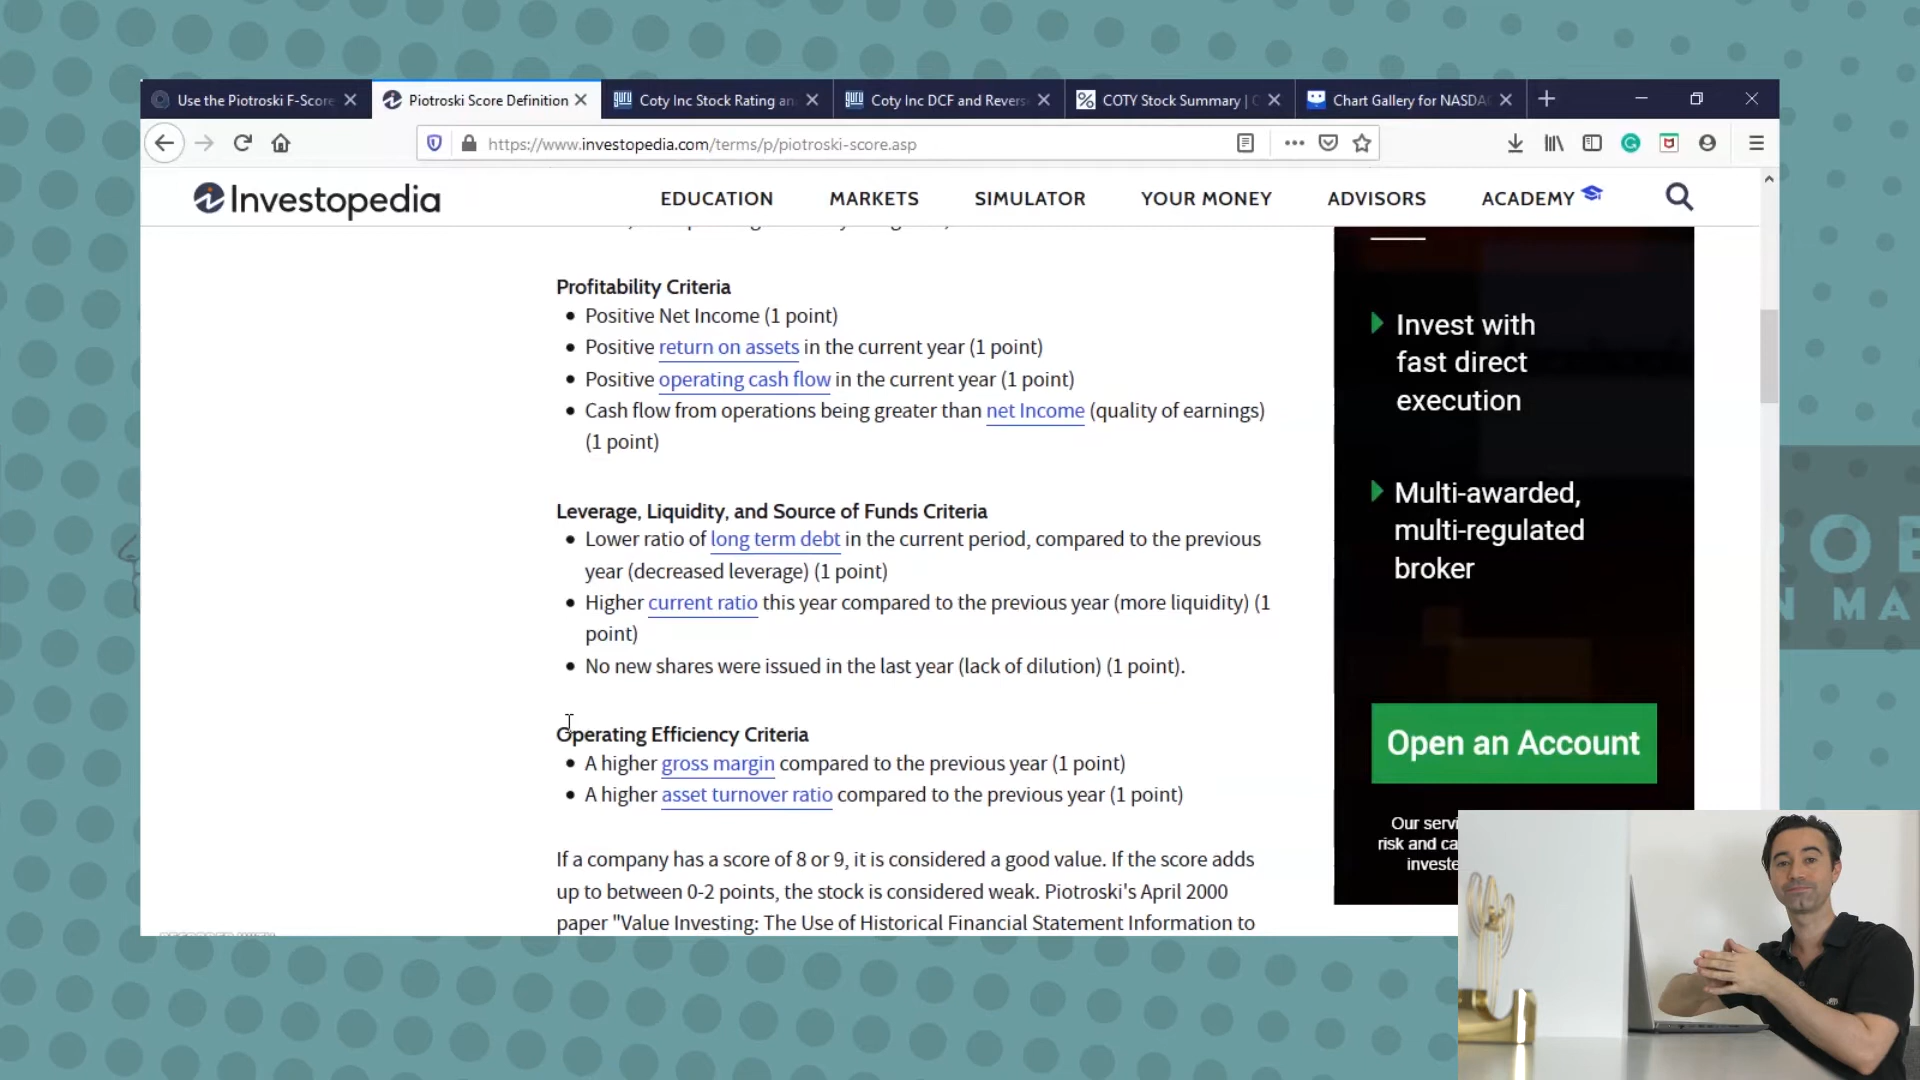 Use the Piotroski F-Score
Piotroski Score Definition
Coty Inc Stock Rating an
Coty Inc DCF and Revers
COTY Stock Summary |
Chart Gallery for NASDA
https://www.investopedia.com/terms/p/piotroski-score.asp
Investopedia
EDUCATION
MARKETS
SIMULATOR
YOUR MONEY
ADVISORS
ACADEMY
Profitability Criteria
Positive Net Income (1 point)
Positive return on assets in the current year (1 point)
Positive operating cash flow in the current year (1 point)
Cash flow from operations being greater than net Income (quality of earnings)
(1 point)
Leverage, Liquidity, and Source of Funds Criteria
Lower ratio of long term debt in the current period, compared to the previous
year (decreased leverage) (1 point)
Higher current ratio this year compared to the previous year (more liquidity) (1
point)
No new shares were issued in the last year (lack of dilution) (1 point).
Operating Efficiency Criteria
A higher gross margin compared to the previous year (1 point)
A higher asset turnover ratio compared to the previous year (1 point)
If a company has a score of 8 or 9, it is considered a good value. If the score adds
up to between 0-2 points, the stock is considered weak. Piotroski's April 2000
paper "Value Investing: The Use of Historical Financial Statement Information to
Invest with
fast direct
execution
Multi-awarded,
multi-regulated
broker
Open an Account
Our servi
risk and ca
investe
ROB
N MA